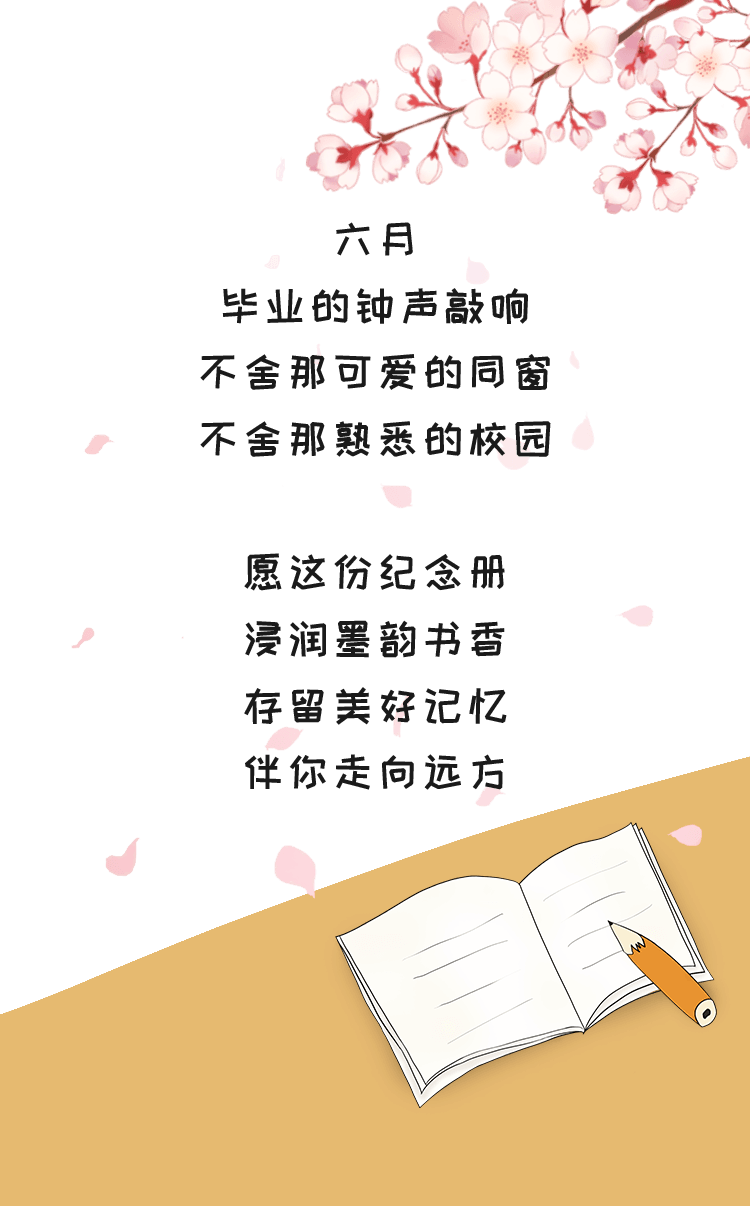 六月
毕业的钟声敲响
不舍那可爱的同窗
不舍那熟悉的校园
愿这份纪念册
浸润墨韵书香
存留美好记忆
伴你走向远方